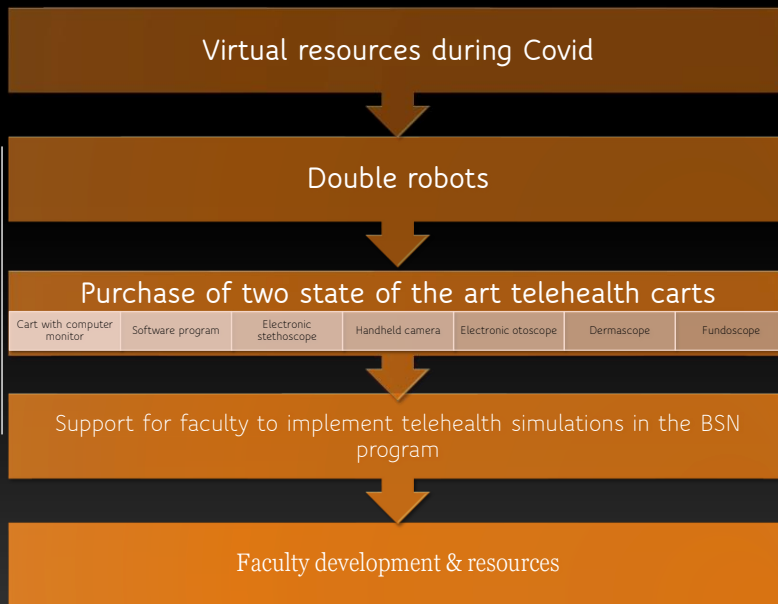 Virtual resources during Covid
Double robots
Purchase of two state of the art telehealth carts
Cart with computer
monitor
Software program
Electronic
stethoscope
Handheld camera
Electronic otoscope
Dermascope
Fundoscope
Support for faculty to implement telehealth simulations in the BSN
program
Faculty development & resources